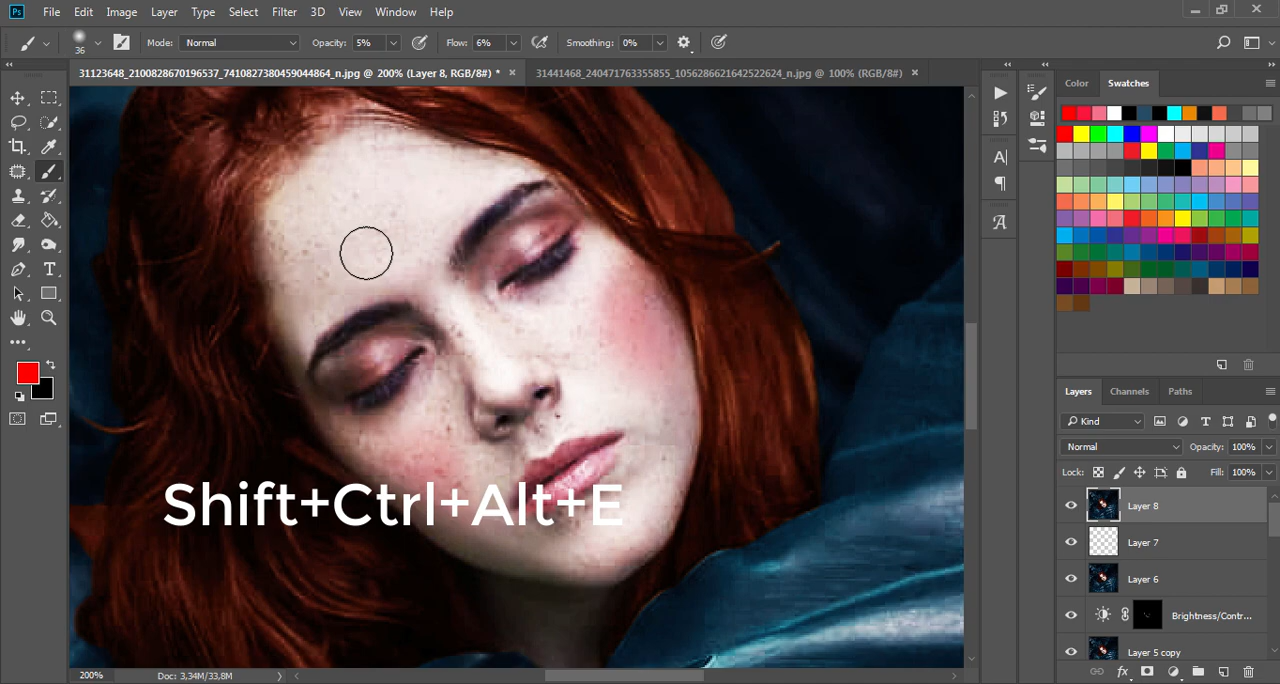 Ps File Edit Image Layer Type Select Filter 3D View Window Help
36 Mode: Normal Opacity: 5% Flow: 6% Smoothing: 0%
31123648_2100828670196537_7410827380459044864_n.jpg @ 200% (Layer 8, RGB/8#) * × 31441468_240471763355855_1056286621642522624_n.jpg @ 100% (RGB/8#) ×
Color Swatches
Shift+Ctrl+Alt+E
Layers Channels Paths
Kind
Normal Opacity: 100%
Lock: Fill: 100%
Layer 8
Layer 7
Layer 6
Brightness/Contr...
Layer 5 copy
200% Doc: 3,34M/33,8M